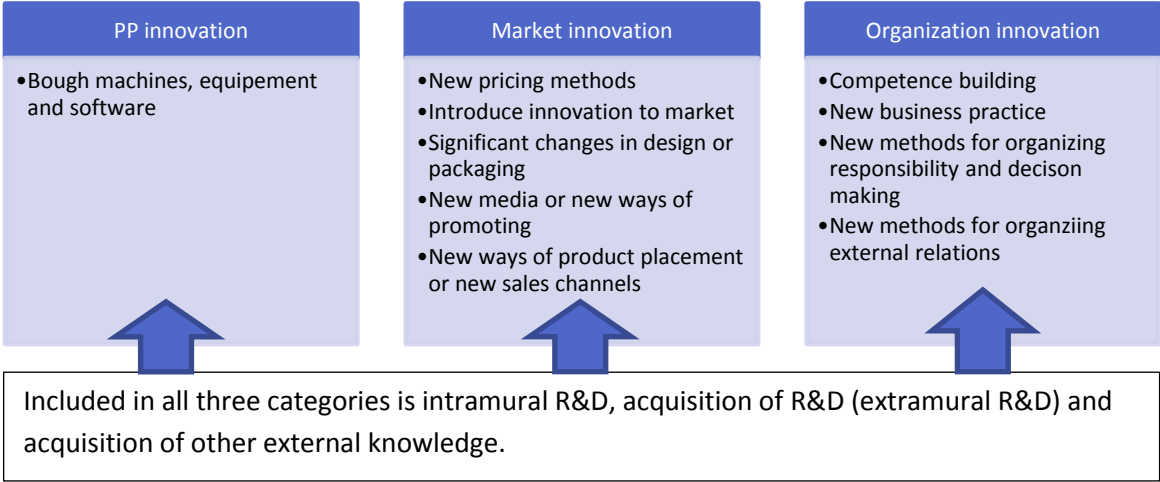 PP innovation
•Bough machines, equipement
and software
Market innovation
•New pricing methods
•Introduce innovation to market
•Significant changes in design or
packaging
•New media or new ways of
promoting
•New ways of product placement
or new sales channels
Organization innovation
•Competence building
•New business practice
•New methods for organizing
responsibility and decison
making
•New methods for organziing
external relations
Included in all three categories is intramural R&D, acquisition of R&D (extramural R&D) and
acquisition of other external knowledge.